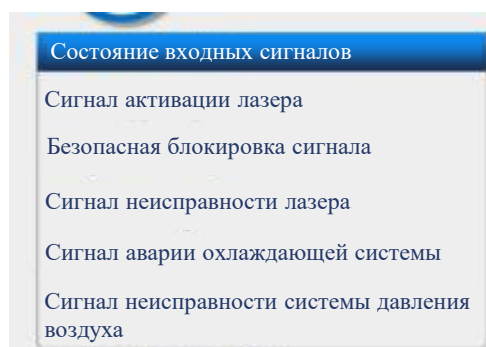 Состояние входных сигналов
Сигнал активации лазера
Безопасная блокировка сигнала
Сигнал неисправности лазера
Сигнал аварии охлаждающей системы
Сигнал неисправности системы давления
воздуха